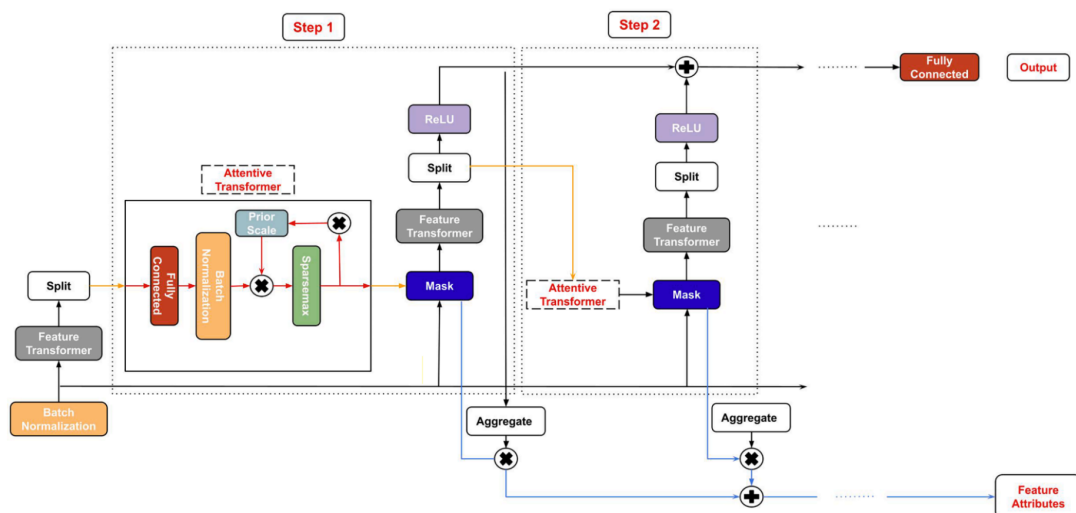 Step 1
Step 2
Fully
Connected
Output
ReLU
ReLU
Attentive
Transformer
Split
Split
Prior
Scale
Feature
Transformer
Feature
Transformer
Fully
Connected
Batch
Normalization
Sparsemax
Split
Mask
Attentive
Transformer
Mask
Feature
Transformer
Batch
Normalization
Aggregate
Aggregate
Feature
Attributes